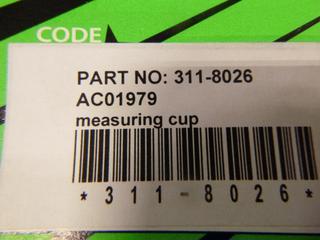 CODE
PART NO: 311-8026
AC01979
measuring cup
*311-8026*